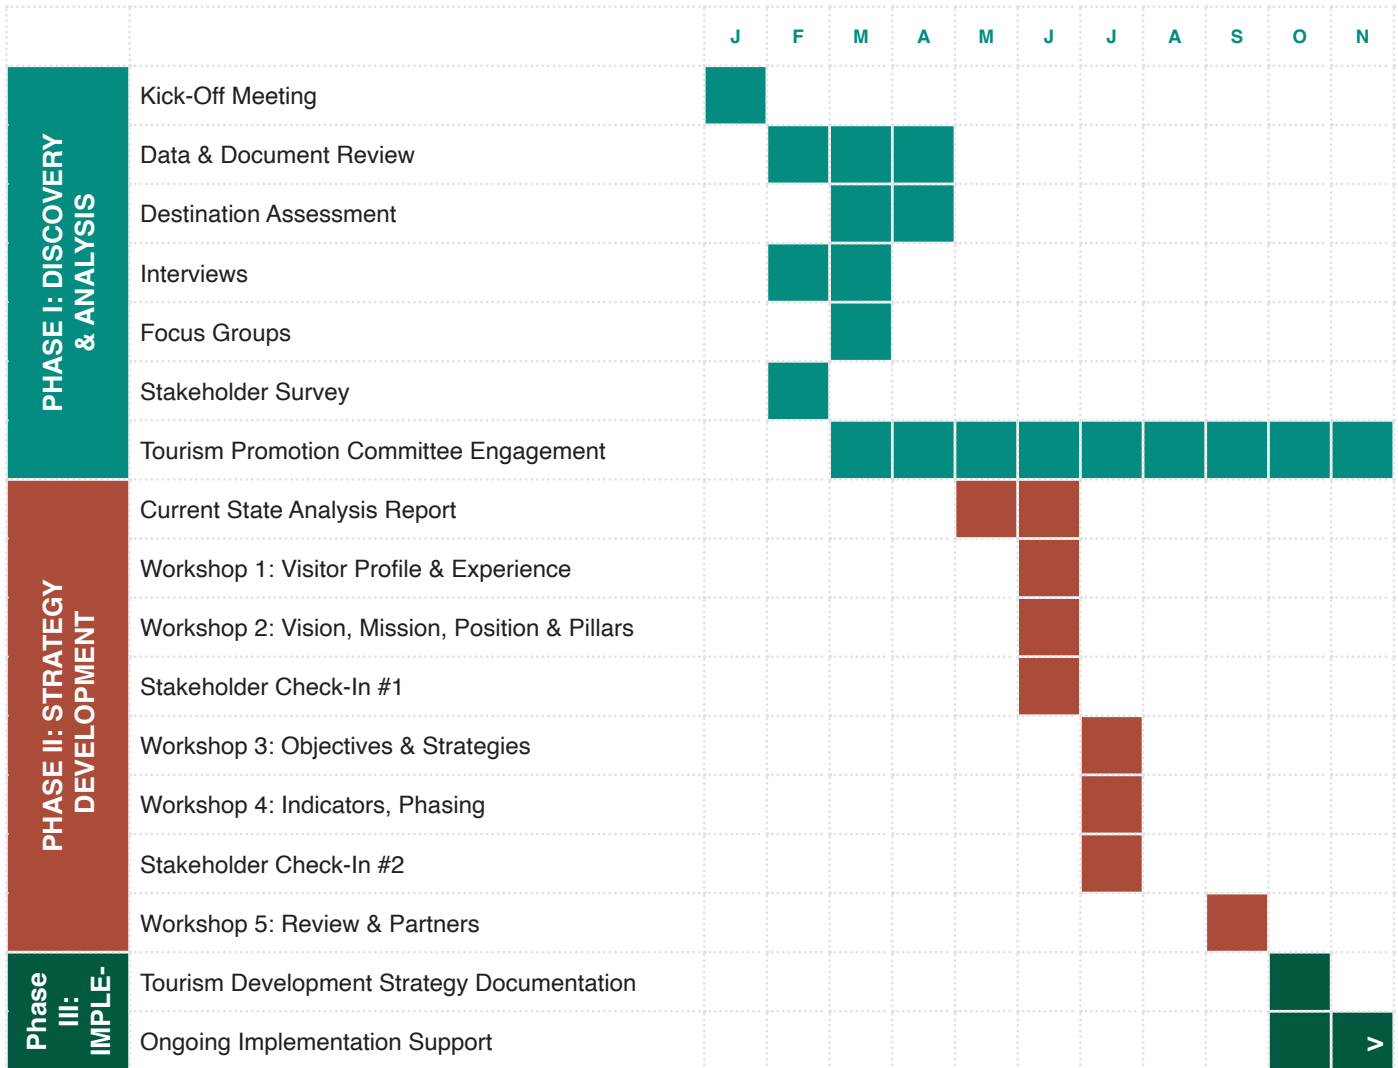 J F M A M J J A S O N
PHASE I: DISCOVERY
& ANALYSIS
Kick-Off Meeting
Data & Document Review
Destination Assessment
Interviews
Focus Groups
Stakeholder Survey
Tourism Promotion Committee Engagement
PHASE II: STRATEGY
DEVELOPMENT
Current State Analysis Report
Workshop 1: Visitor Profile & Experience
Workshop 2: Vision, Mission, Position & Pillars
Stakeholder Check-In #1
Workshop 3: Objectives & Strategies
Workshop 4: Indicators, Phasing
Stakeholder Check-In #2
Workshop 5: Review & Partners
Phase
III:
IMPLE-
Tourism Development Strategy Documentation
Ongoing Implementation Support
>